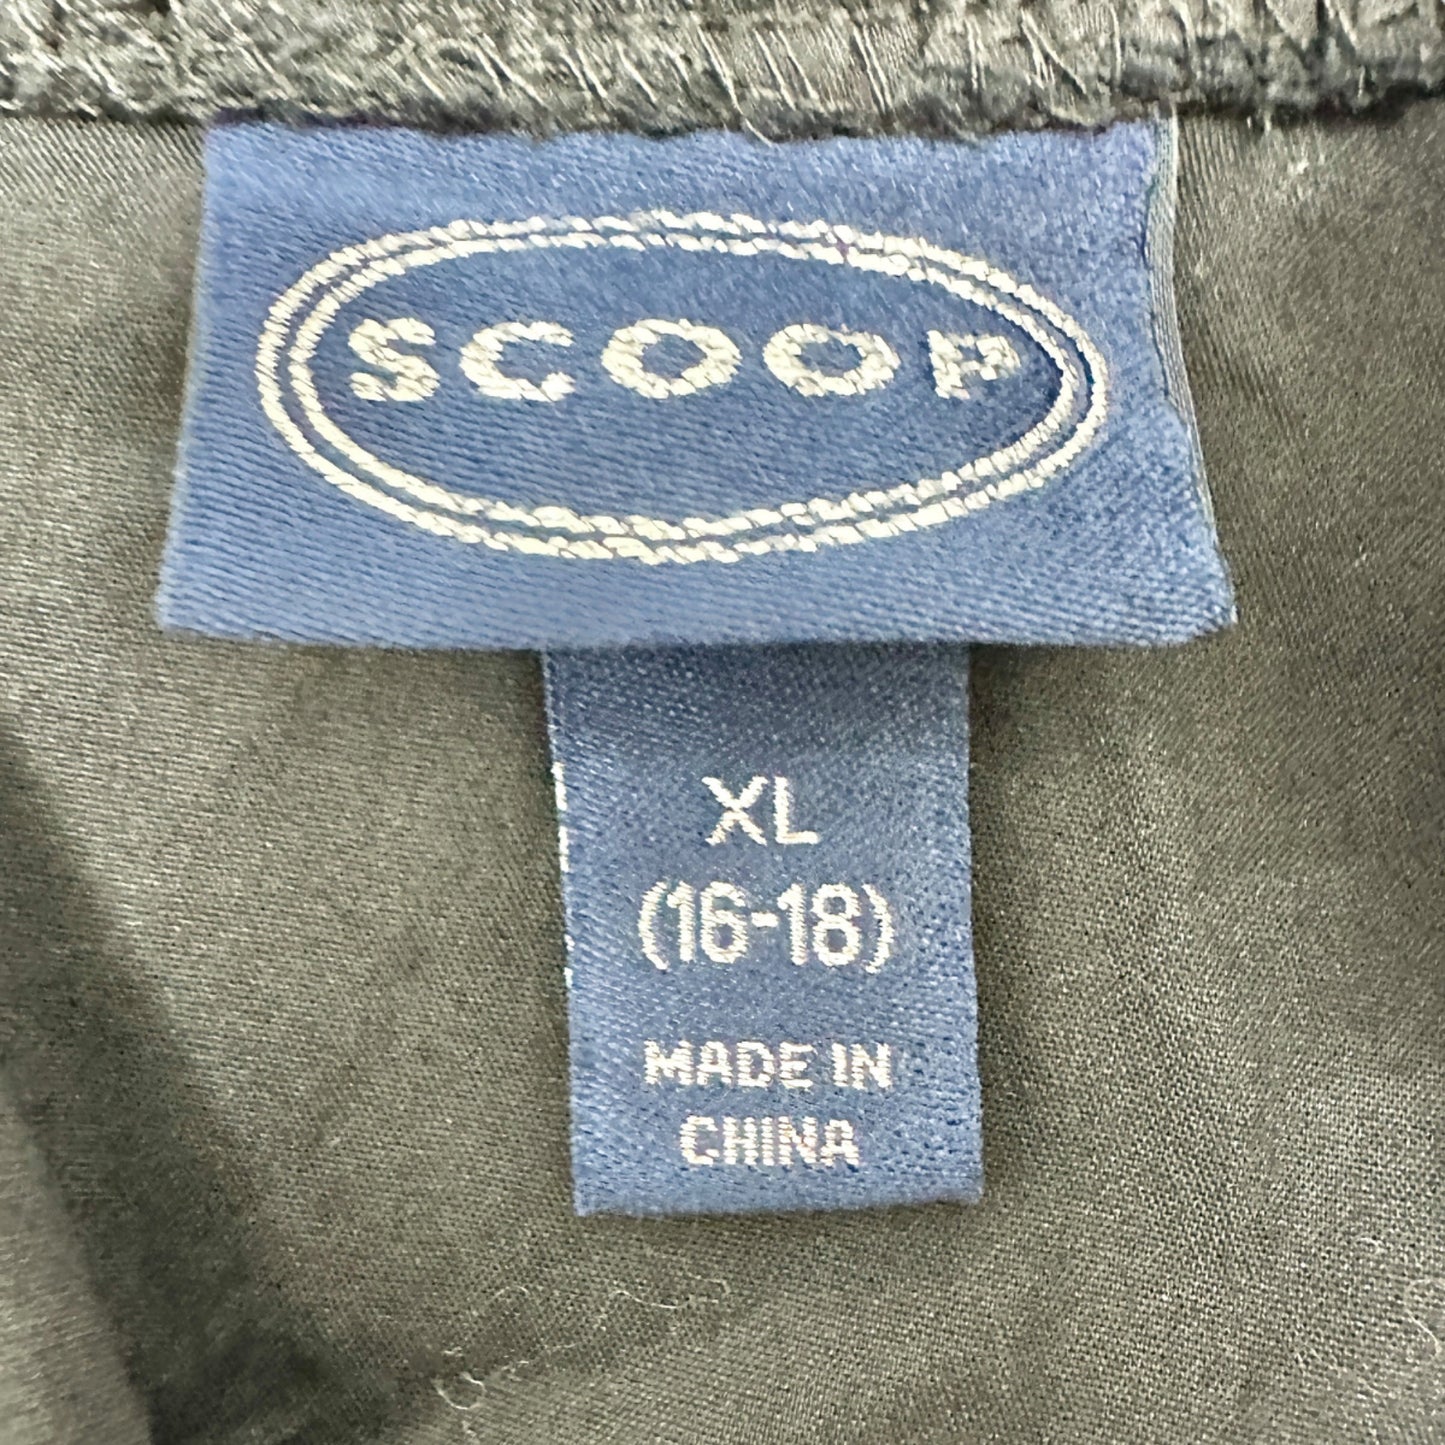 SCOOP
XL
(16-18)
MADE IN
CHINA